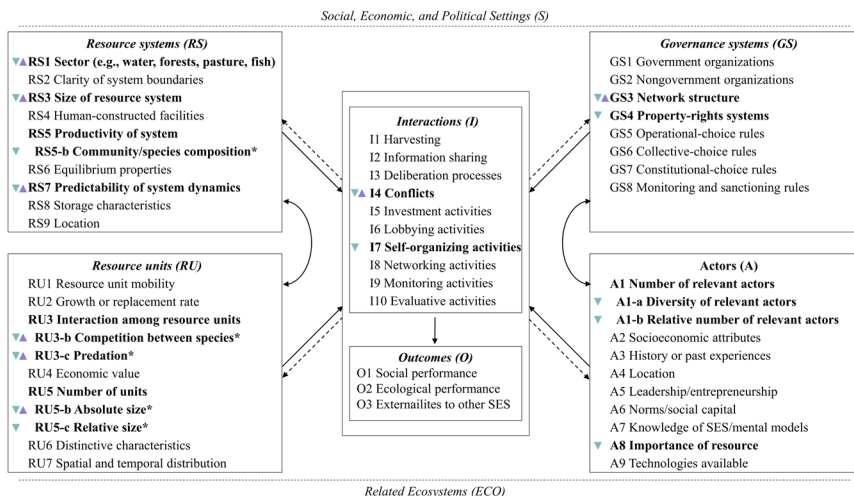 Social, Economic, and Political Settings (S)
Resource systems (RS)
RS1 Sector (e.g., water, forests, pasture, fish)
RS2 Clarity of system boundaries
RS3 Size of resource system
RS4 Human-constructed facilities
RS5 Productivity of system
RS5-b Community/species composition*
RS6 Equilibrium properties
RS7 Predictability of system dynamics
RS8 Storage characteristics
RS9 Location
Resource units (RU)
RU1 Resource unit mobility
RU2 Growth or replacement rate
RU3 Interaction among resource units
RU3-b Competition between species*
RU3-c Predation*
RU4 Economic value
RU5 Number of units
RU5-b Absolute size*
RU5-c Relative size*
RU6 Distinctive characteristics
RU7 Spatial and temporal distribution
Interactions (I)
I1 Harvesting
I2 Information sharing
I3 Deliberation processes
I4 Conflicts
I5 Investment activities
I6 Lobbying activities
I7 Self-organizing activities
I8 Networking activities
I9 Monitoring activities
I10 Evaluative activities
Outcomes (O)
O1 Social performance
O2 Ecological performance
O3 Externailites to other SES
Governance systems (GS)
GS1 Government organizations
GS2 Nongovernment organizations
GS3 Network structure
GS4 Property-rights systems
GS5 Operational-choice rules
GS6 Collective-choice rules
GS7 Constitutional-choice rules
GS8 Monitoring and sanctioning rules
Actors (A)
A1 Number of relevant actors
A1-a Diversity of relevant actors
A1-b Relative number of relevant actors
A2 Socioeconomic attributes
A3 History or past experiences
A4 Location
A5 Leadership/entrepreneurship
A6 Norms/social capital
A7 Knowledge of SES/mental models
A8 Importance of resource
A9 Technologies available
Related Ecosystems (ECO)